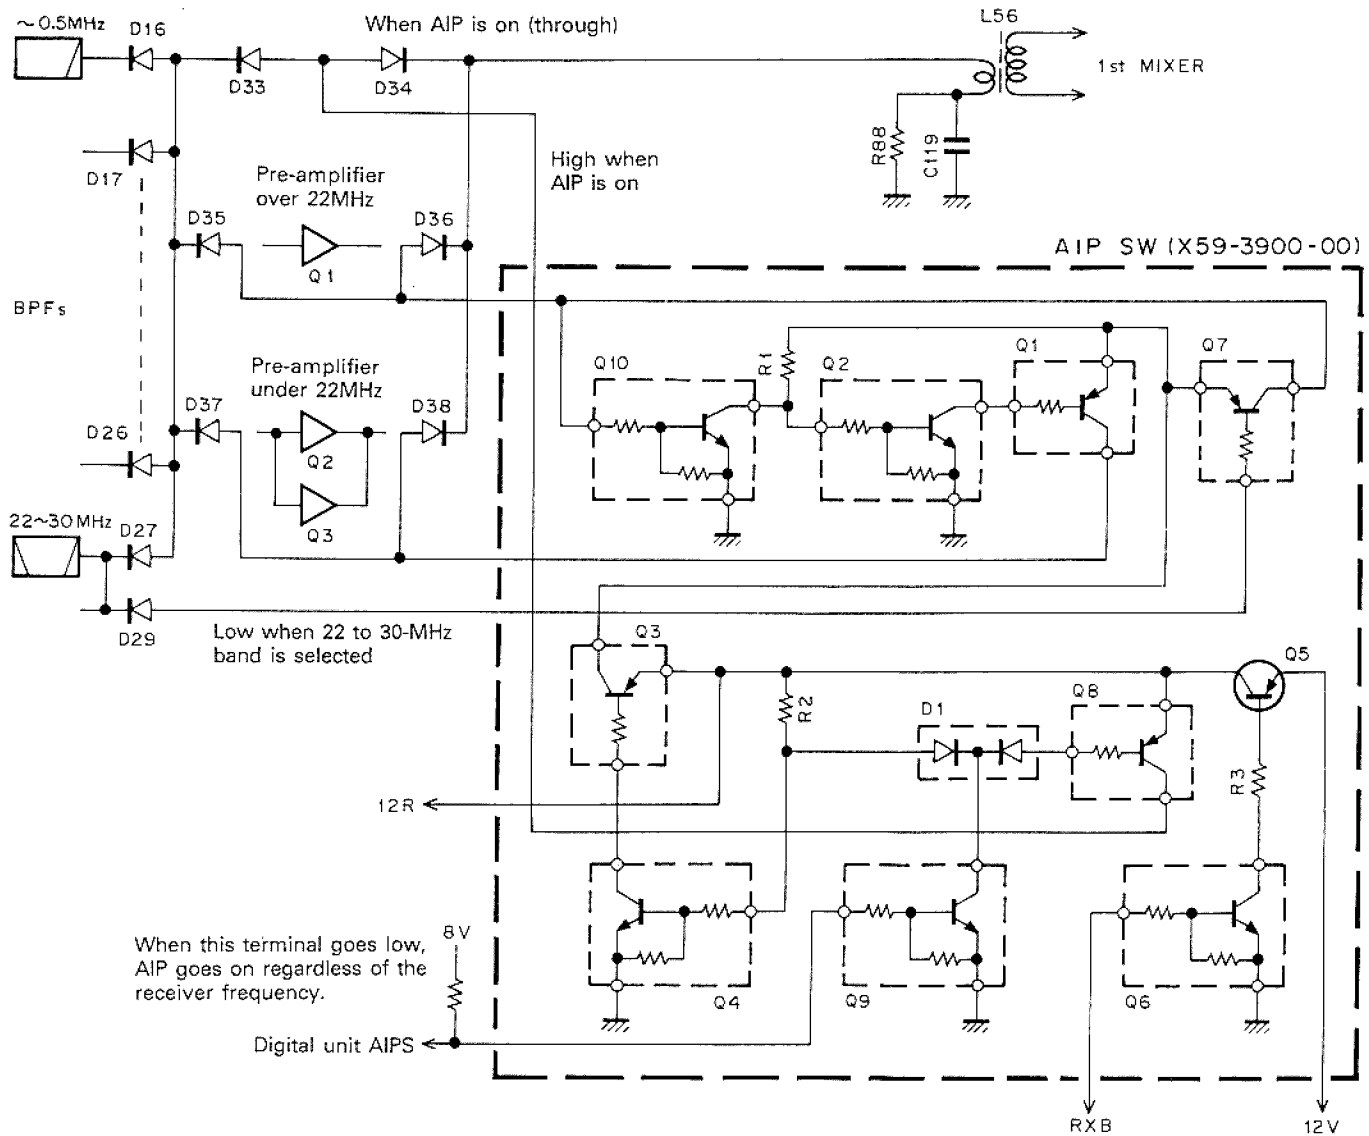 ~0.5MHz
D16
When AIP is on (through)
L56
D33
D34
1st MIXER
D17
Pre-amplifier
over 22MHz
High when
AIP is on
R88
C119
D35
D36
Q1
AIP SW (X59-3900-00)
BPFs
Pre-amplifier
under 22MHz
Q10
R1
Q2
Q1
Q7
D37
D38
D26
Q2
22~30MHz
D27
Q3
D29
Low when 22 to 30-MHz
band is selected
Q3
R2
D1
Q8
Q5
R3
12R
When this terminal goes low,
AIP goes on regardless of the
receiver frequency.
8V
Q4
Q9
Q6
Digital unit AIPS
RXB
12V